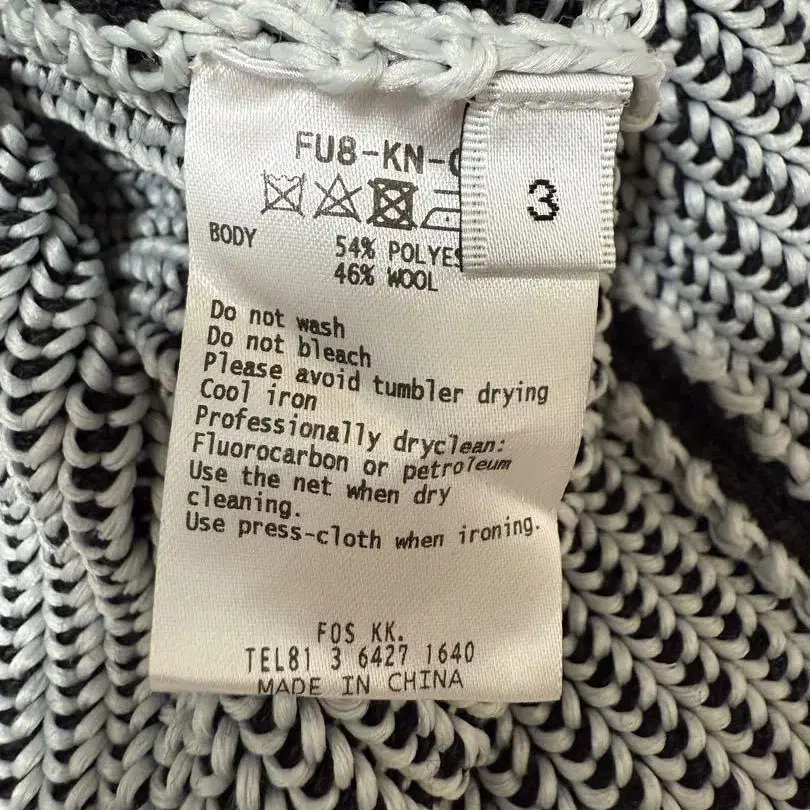 FU8-KN-
3
BODY 54% POLYES
46% WOOL
Do not wash
Do not bleach
Please avoid tumbler drying
Cool iron
Professionally dryclean:
Fluorocarbon or petroleum
Use the net when dry
cleaning.
Use press-cloth when ironing.
FOS KK.
TEL81 3 6427 1640
MADE IN CHINA